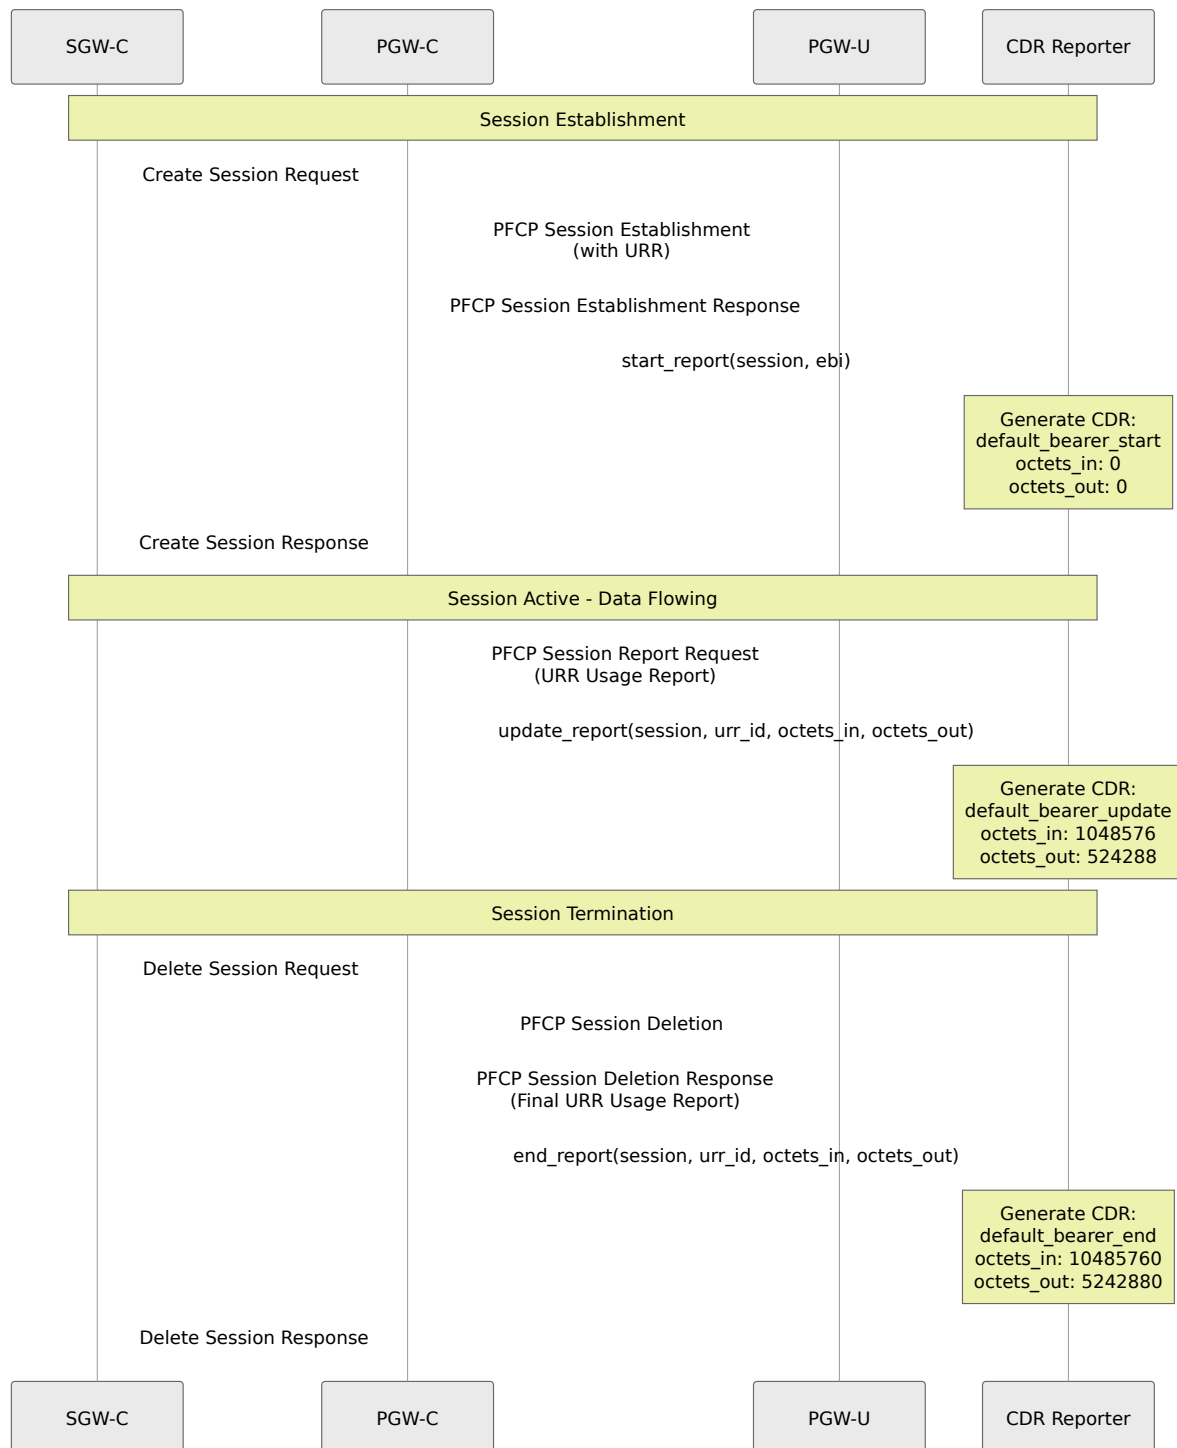 SGW-C
PGW-C
PGW-U
CDR Reporter
Session Establishment
Create Session Request
PFCP Session Establishment
(with URR)
PFCP Session Establishment Response
start_report(session, ebi)
Generate CDR:
default_bearer_start
octets_in: 0
octets_out: 0
Create Session Response
Session Active - Data Flowing
PFCP Session Report Request
(URR Usage Report)
update_report(session, urr_id, octets_in, octets_out)
Generate CDR:
default_bearer_update
octets_in: 1048576
octets_out: 524288
Session Termination
Delete Session Request
PFCP Session Deletion
PFCP Session Deletion Response
(Final URR Usage Report)
end_report(session, urr_id, octets_in, octets_out)
Generate CDR:
default_bearer_end
octets_in: 10485760
octets_out: 5242880
Delete Session Response
SGW-C
PGW-C
PGW-U
CDR Reporter